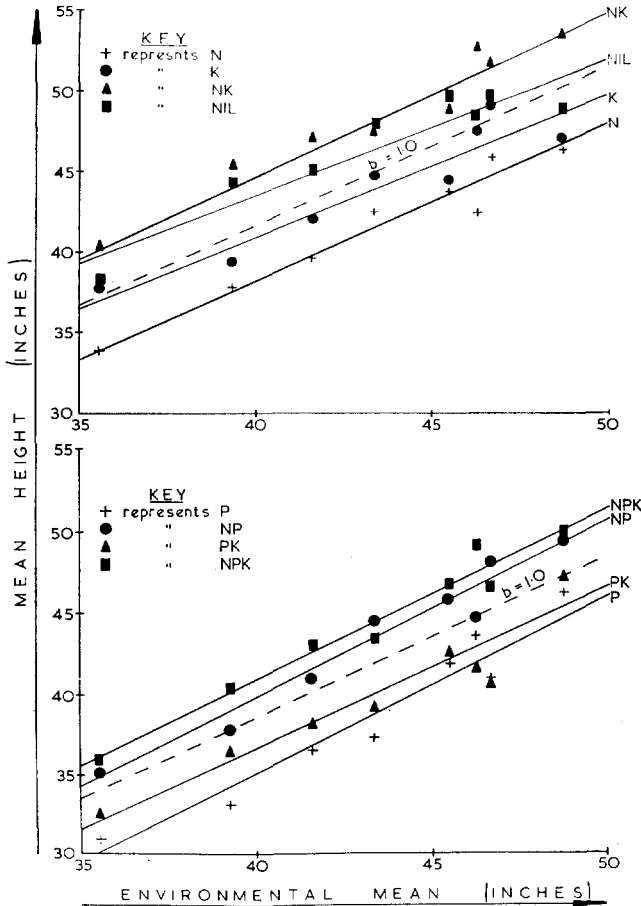 55
50
45
40
35
30
KEY
+ represnts N
" K
" NK
" NIL
b = 1.0
NK
NIL
K
N
35 40 45 50
MEAN HEIGHT (INCHES)
55
50
45
40
35
30
KEY
+ represents P
" NP
" PK
" NPK
b = 1.0
NPK
NP
PK
P
35 40 45 50
ENVIRONMENTAL MEAN (INCHES)